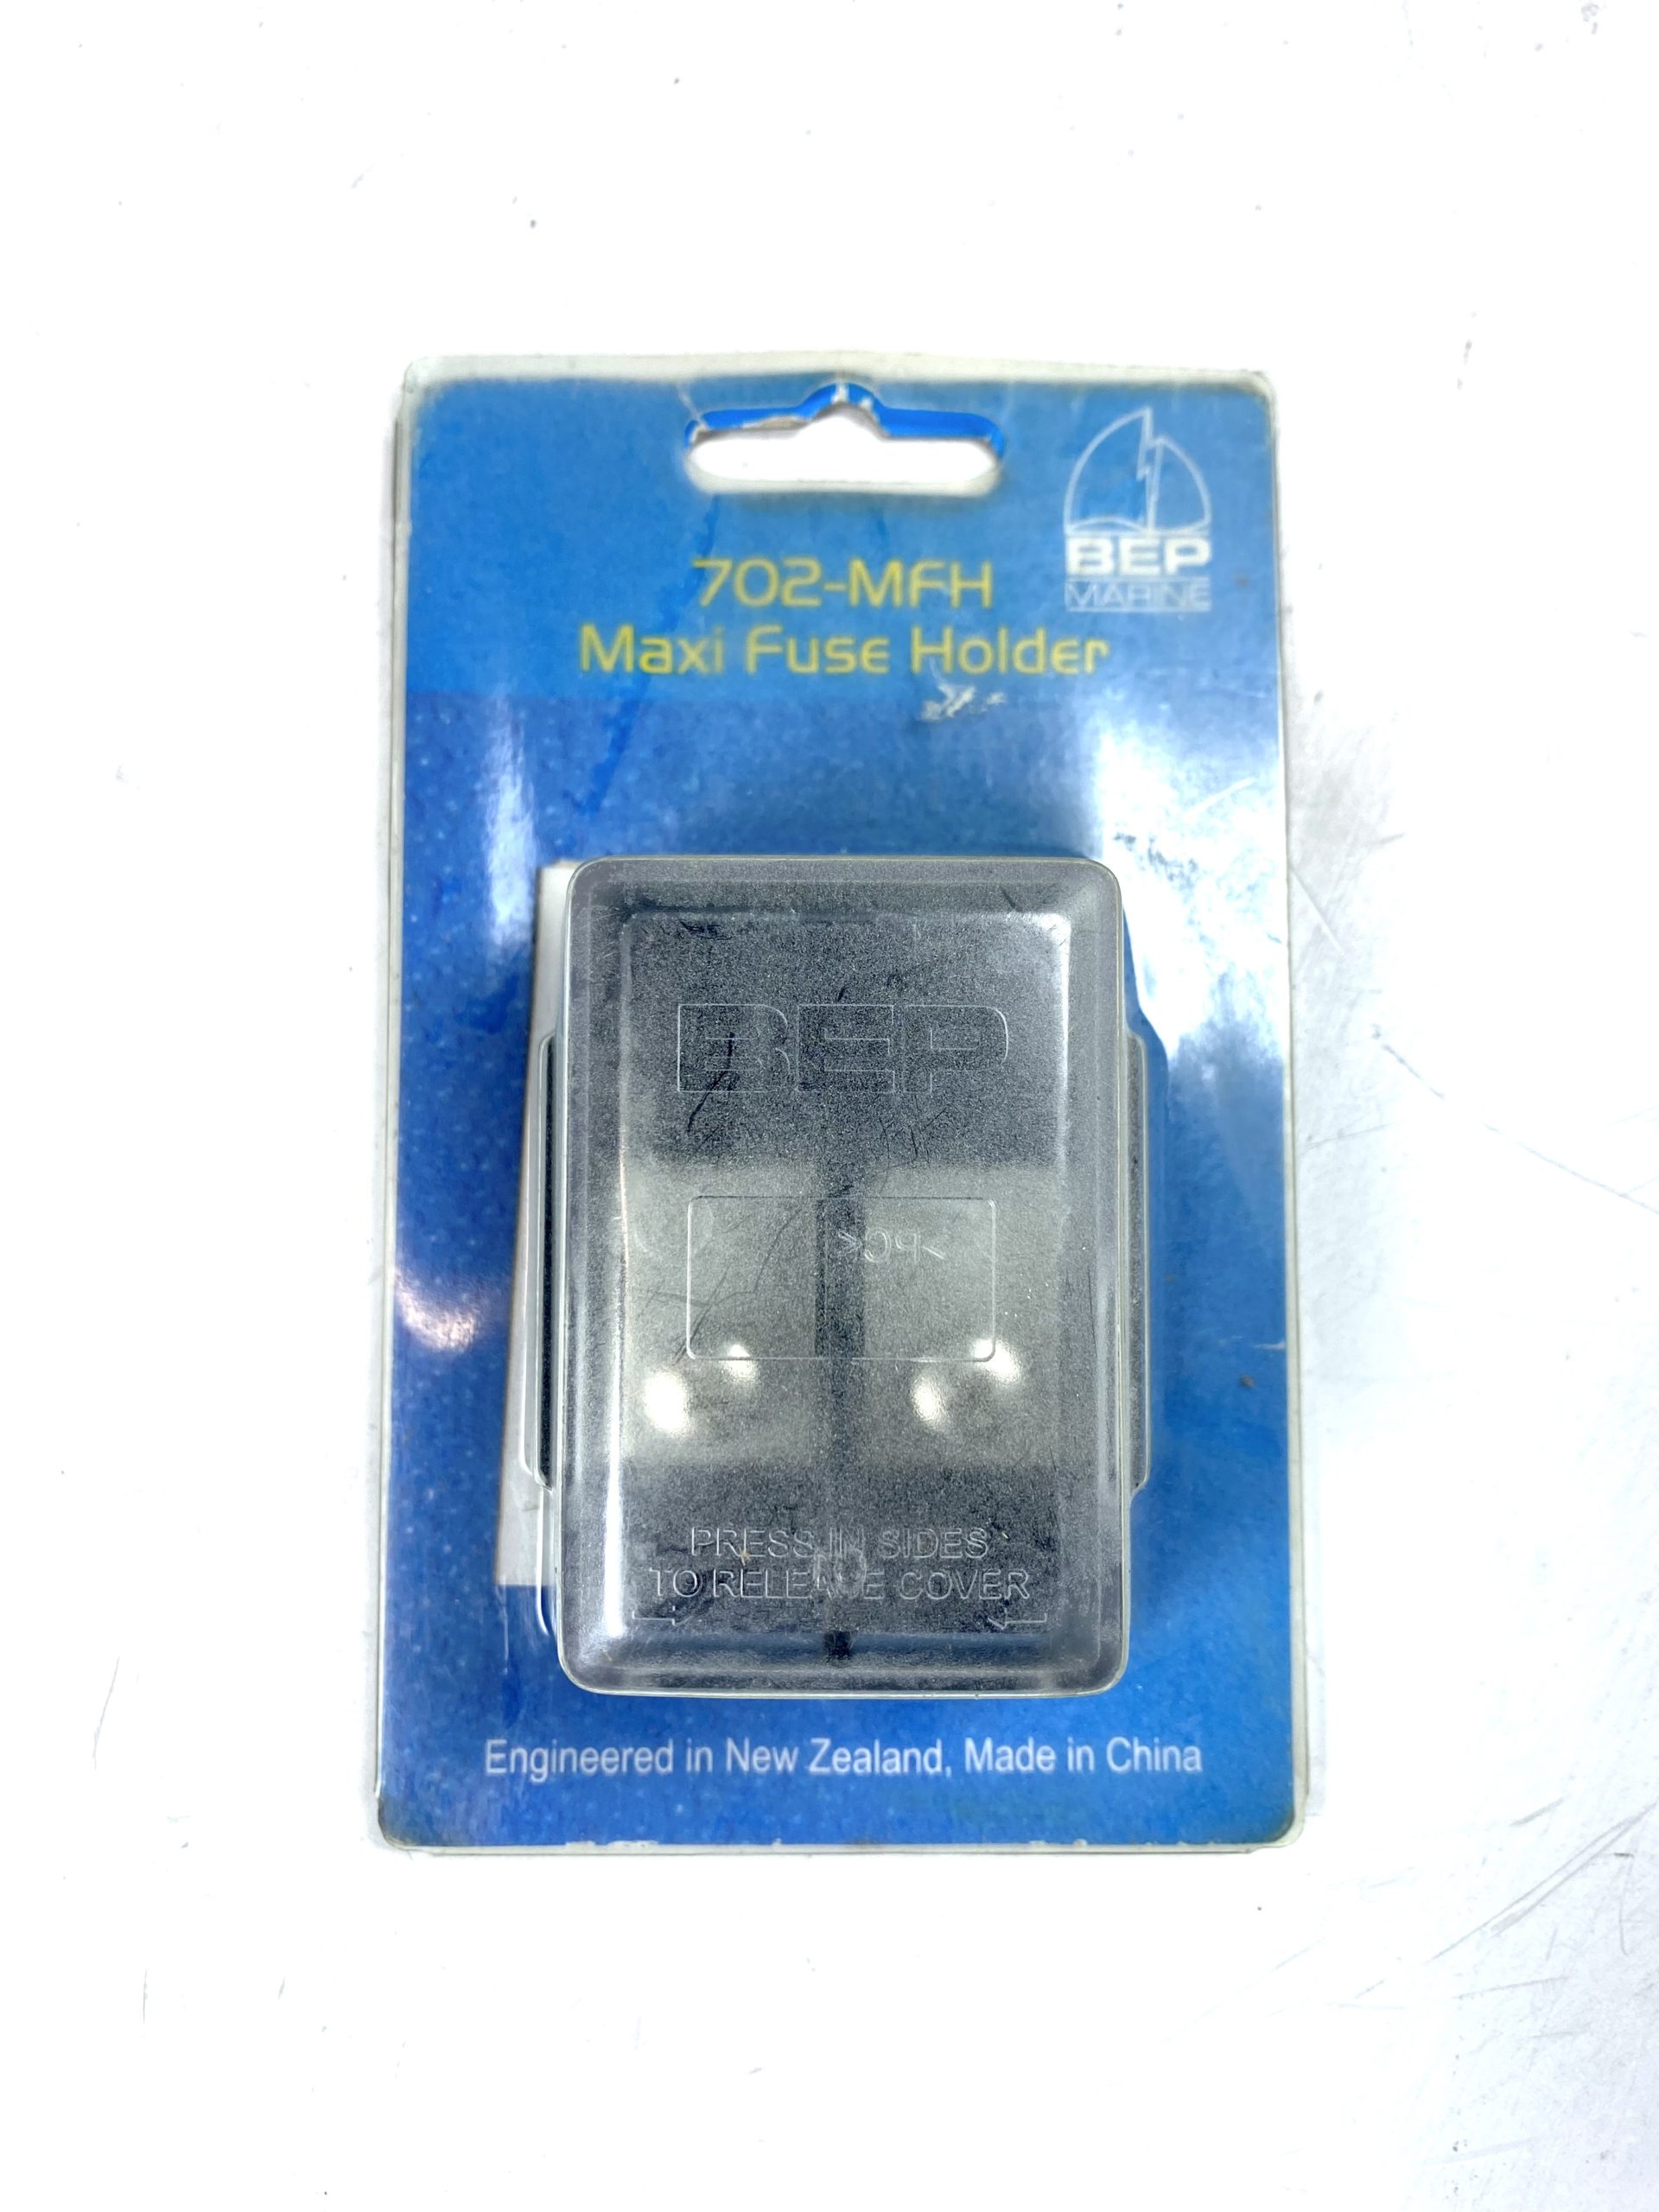 BEP
MARINE
702-MFH
Maxi Fuse Holder
BEP
>PC<
PRESS IN SIDES
TO RELEASE COVER
Engineered in New Zealand, Made in China